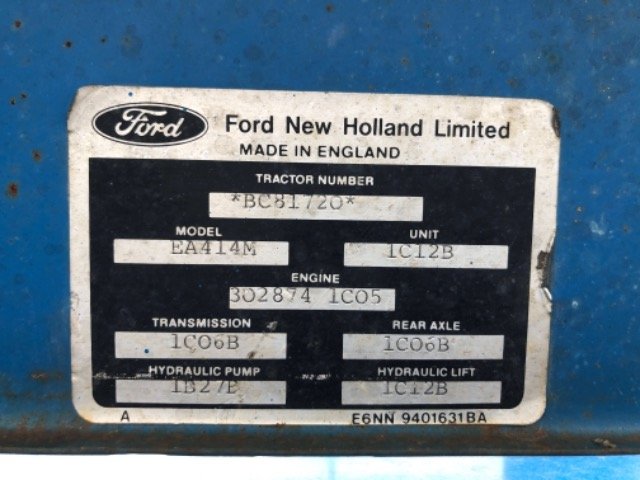 Ford Ford New Holland Limited
MADE IN ENGLAND
TRACTOR NUMBER
*BC81720*
MODEL UNIT
EA414M 1C12B
ENGINE
302874 1C05
TRANSMISSION REAR AXLE
1C06B 1C06B
HYDRAULIC PUMP HYDRAULIC LIFT
1B27E 1C12B
A E6NN 9401631BA